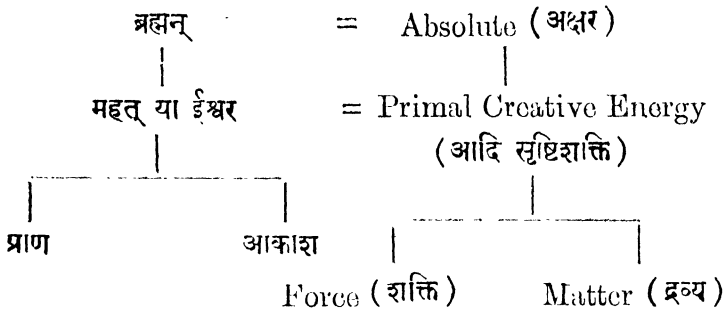 ब्रह्मन् = Absolute (अक्षर)
महत् या ईश्वर = Primal Creative Energy
(आदि सृष्टिशक्ति)
प्राण आकाश
Force (शक्ति) Matter (द्रव्य)